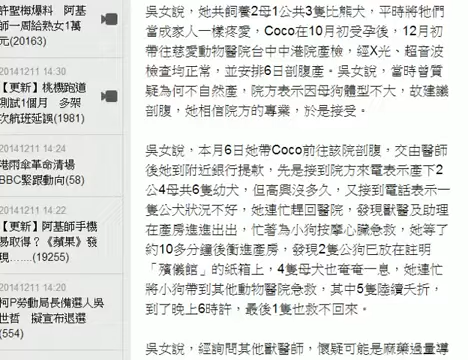 許聖梅爆料 阿基
師一周給熟女1萬
元(20163)
20141211 14:30
【更新】桃機跑道
測試1個月 多架
次航班延誤(1981)
20141211 14:24
港雨傘革命清場
BBC緊跟動向(58)
20141211 14:22
【更新】阿基師手機
易取得？《蘋果》發
現......(19255)
20141211 14:20
柯P勞動局長備選人吳
世哲 擬宣布退選
(554)
吳女說，她共飼養2母1公共3隻比熊犬，平時將牠們
當成家人一樣疼愛，Coco在10月初受孕後，12月初
帶往慈愛動物醫院台中中港院產檢，經X光、超音波
檢查均正常，並安排6日剖腹產。吳女說，當時曾質
疑為何不自然產，院方表示因母狗體型不大，故建議
剖腹，她相信院方的專業，於是接受。
吳女說，本月6日她帶Coco前往該院剖腹，交由醫師
後她到附近銀行提款，先是接到院方來電表示產下2
公4母共6隻幼犬，但高興沒多久，又接到電話表示一
隻公犬狀況不好，她連忙趕回醫院，發現獸醫及助理
在產房進進出出，忙著為小狗按摩心臟急救，她等了
約10多分鐘後衝進產房，發現2隻公狗已放在註明
「殯儀館」的紙箱上，4隻母犬也奄奄一息，她連忙
將小狗帶到其他動物醫院急救，其中5隻陸續夭折，
到了晚上6時許，最後1隻也救不回來。
吳女說，經詢問其他獸醫師，懷疑可能是麻藥過量導